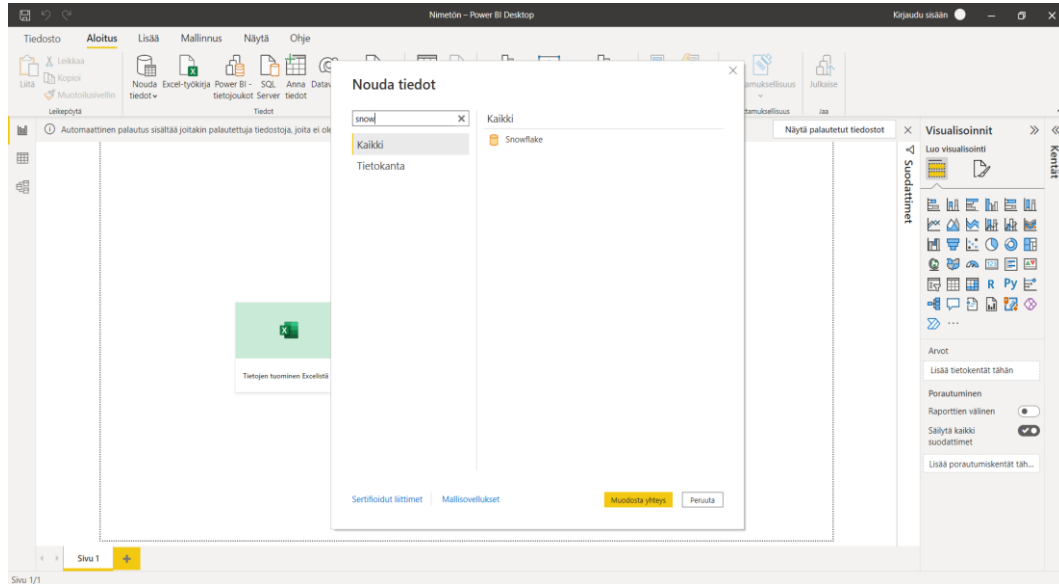 Nimetön – Power BI Desktop
Kirjaudu sisään
Tiedosto Aloitus Lisää Mallinnus Näytä Ohje
Liitä
Leikkaa
Kopioi
Muotoilusivellin
Leikepöytä
Nouda tiedot
Excel-työkirja
Power BI - tietojoukot
SQL Server
Anna tiedot
Datav
Tiedot
amuksellisuus
Julkaise
Jaa
Automaattinen palautus sisältää joitakin palautettuja tiedostoja, joita ei ole
Näytä palautetut tiedostot
Nouda tiedot
snow
Kaikki
Tietokanta
Kaikki
Snowflake
Sertifioidut liittimet
Mallisovellukset
Muodosta yhteys
Peruuta
Tietojen tuominen Excelistä
Suodattimet
Visualisoinnit
Luo visualisointi
R Py
123
Arvot
Lisää tietokentät tähän
Porautuminen
Raporttien välinen
Säilytä kaikki
suodattimet
Lisää porautumiskentät täh...
Kentät
Sivu 1
Sivu 1/1